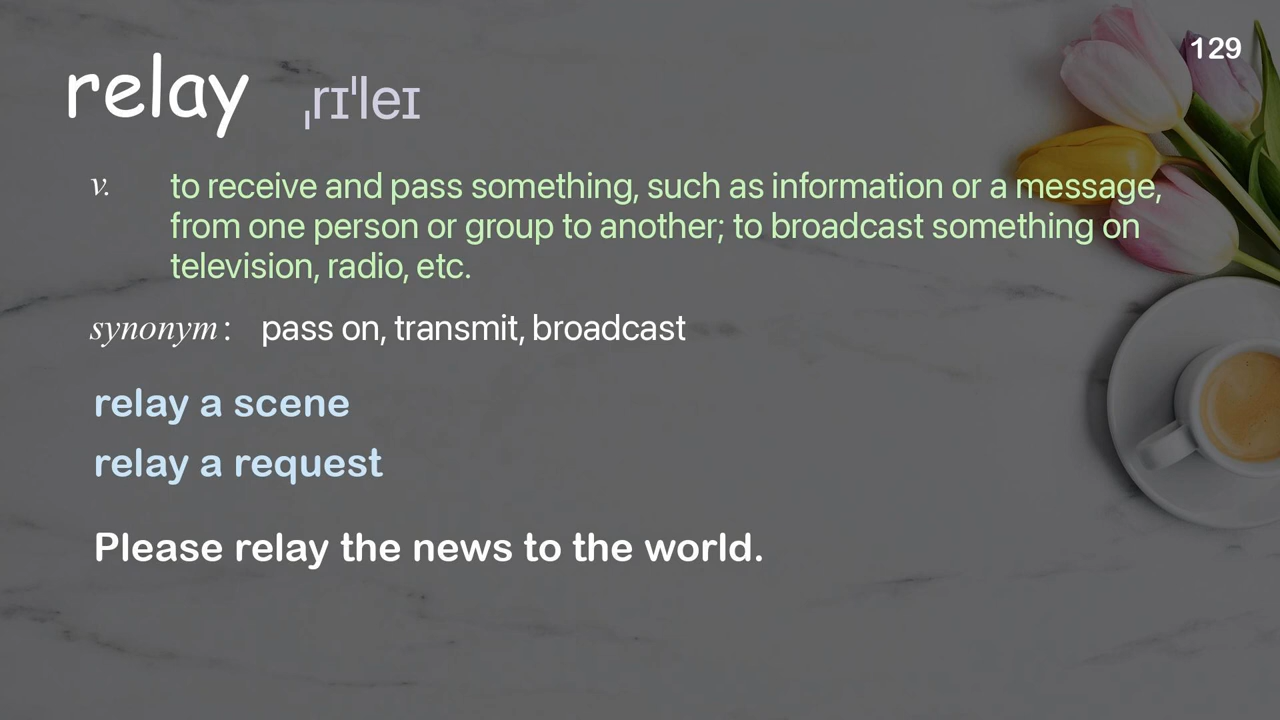 129
relay ˌrɪˈleɪ
v. to receive and pass something, such as information or a message,
from one person or group to another; to broadcast something on
television, radio, etc.
synonym: pass on, transmit, broadcast
relay a scene
relay a request
Please relay the news to the world.